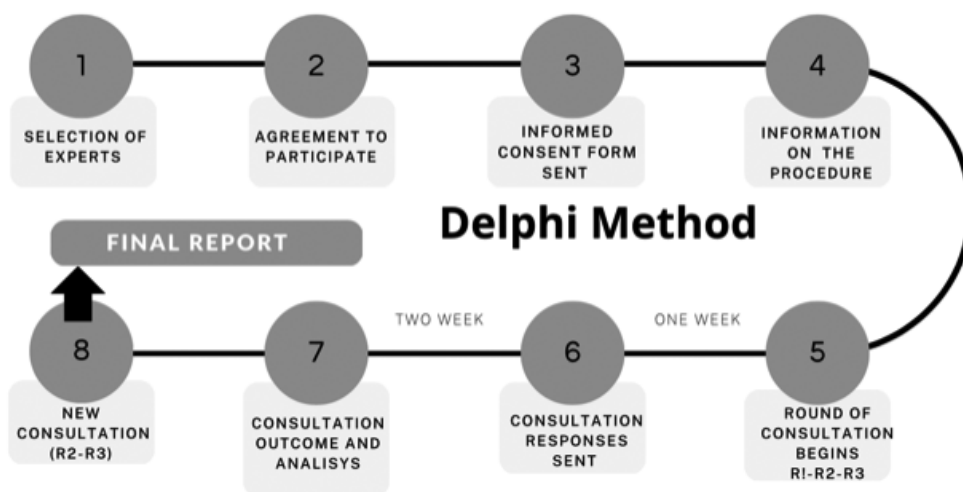 1
2
3
4
SELECTION OF
EXPERTS
AGREEMENT TO
PARTICIPATE
INFORMED
CONSENT FORM
SENT
INFORMATION
ON THE
PROCEDURE
Delphi Method
FINAL REPORT
TWO WEEK
ONE WEEK
8
7
6
5
NEW
CONSULTATION
(R2-R3)
CONSULTATION
OUTCOME AND
ANALISYS
CONSULTATION
RESPONSES
SENT
ROUND OF
CONSULTATION
BEGINS
R!-R2-R3